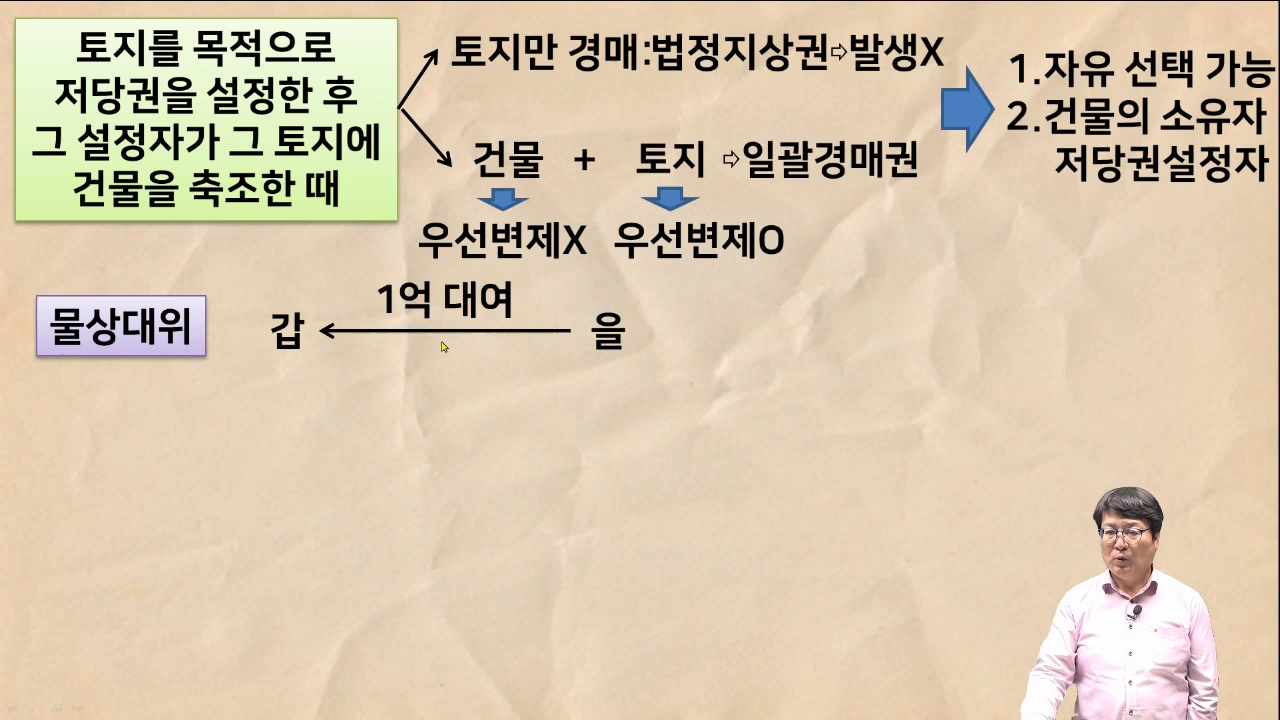 토지를 목적으로
저당권을 설정한 후
그 설정자가 그 토지에
건물을 축조한 때
토지만 경매:법정지상권⇨발생X
건물 + 토지 ⇨일괄경매권
우선변제X 우선변제O
1.자유 선택 가능
2.건물의 소유자
저당권설정자
물상대위
1억 대여
갑 을